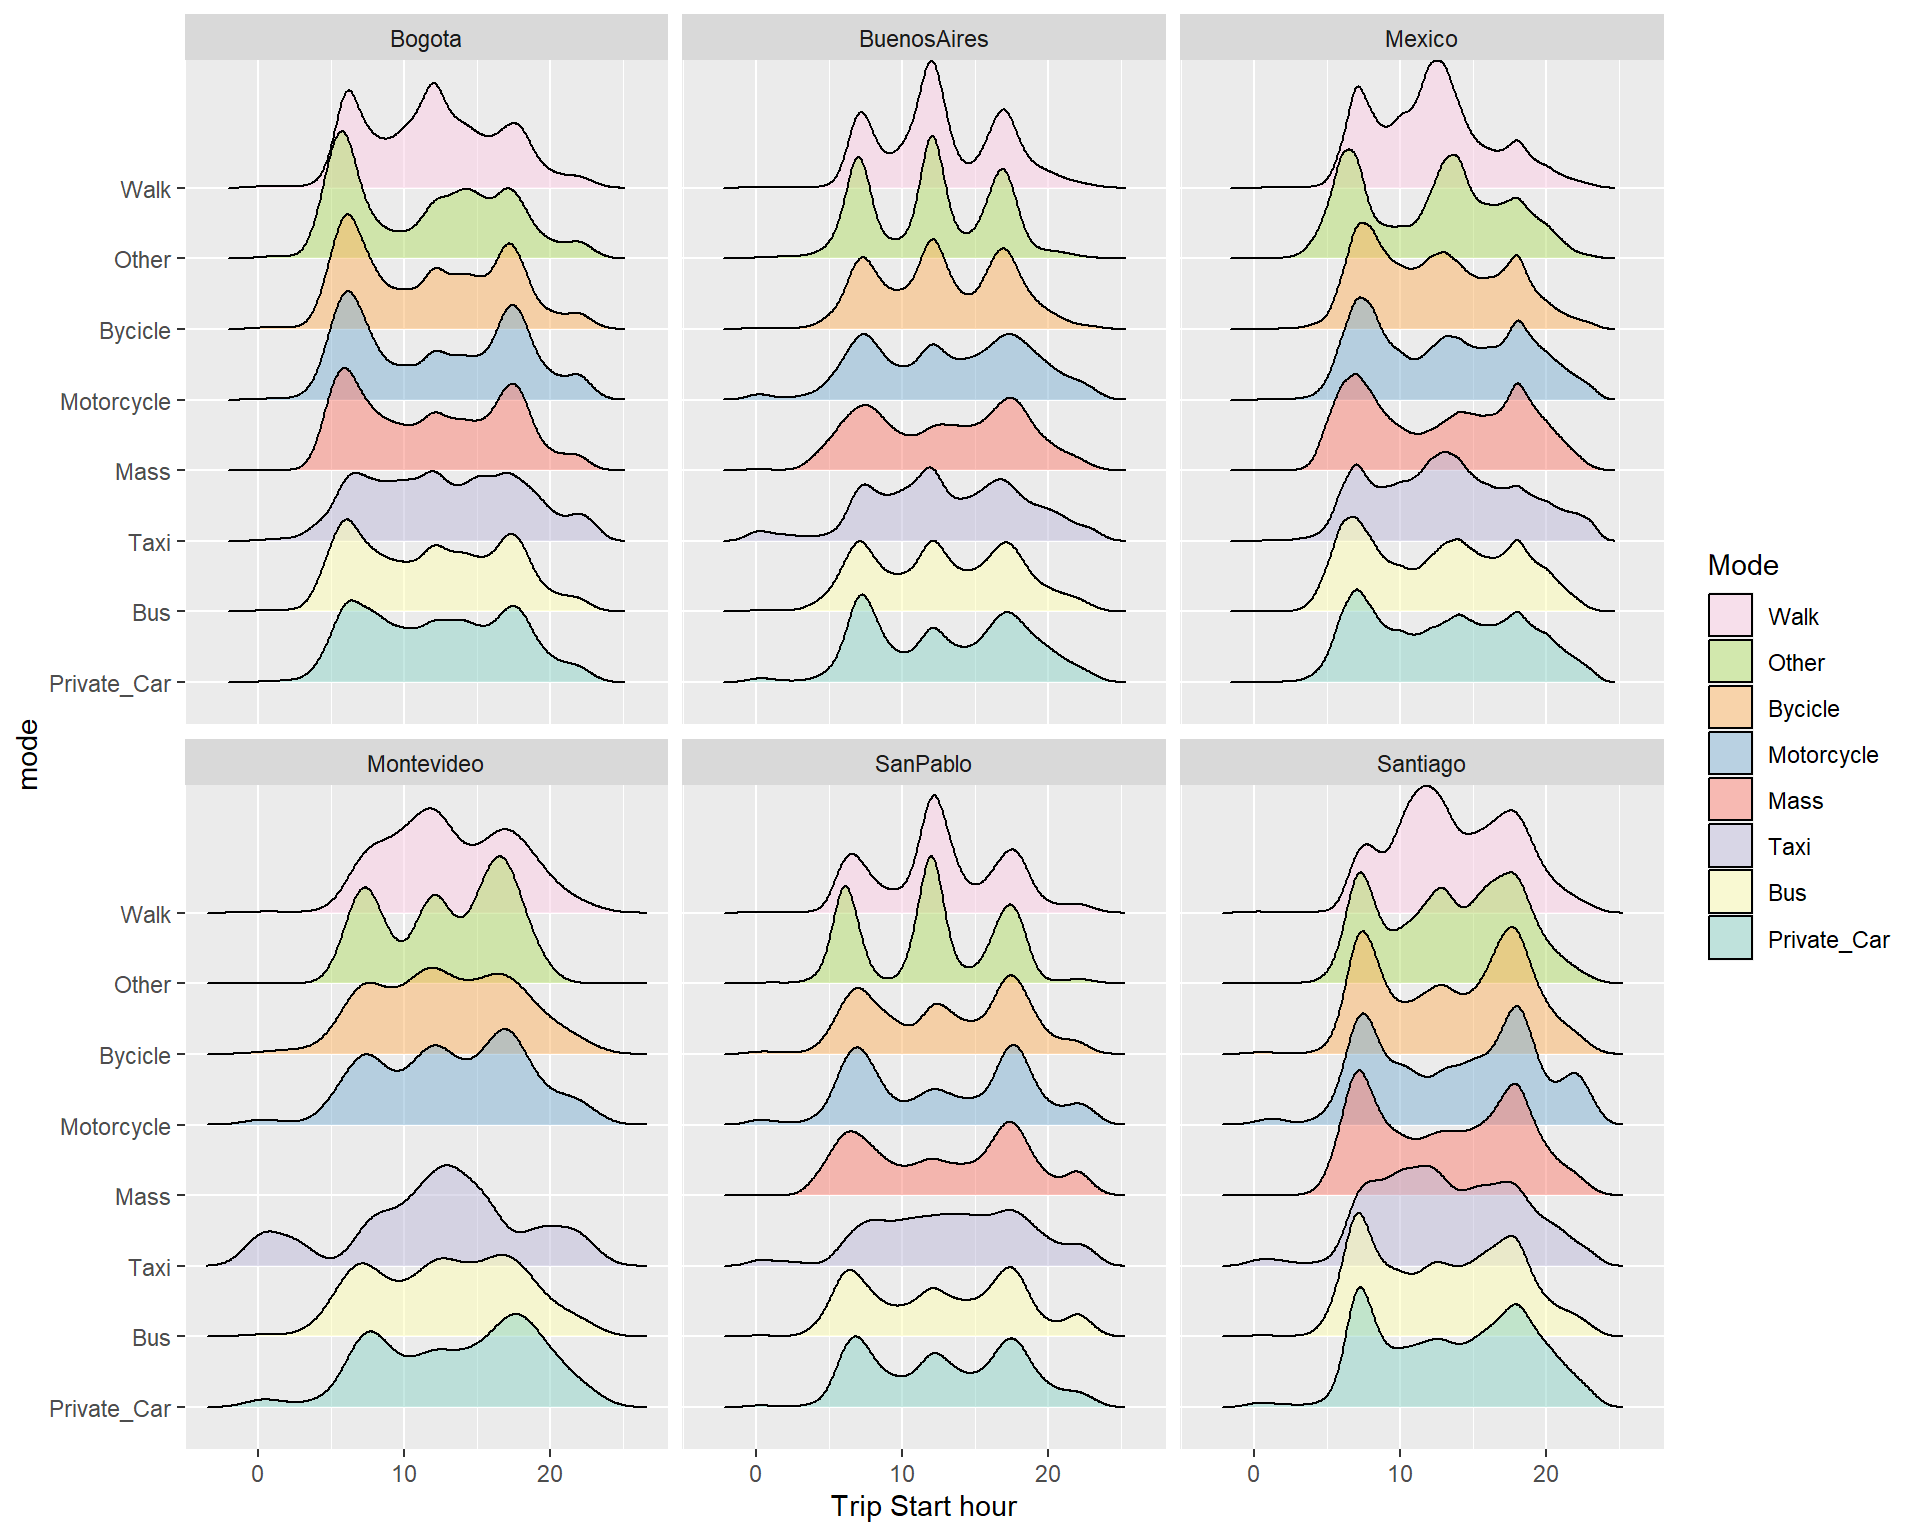 Bogota
BuenosAires
Mexico
Walk
Other
Bycicle
Motorcycle
Mass
Taxi
Bus
Private_Car
mode
Montevideo
SanPablo
Santiago
Walk
Other
Bycicle
Motorcycle
Mass
Taxi
Bus
Private_Car
0 10 20
0 10 20
0 10 20
Trip Start hour
Mode
Walk
Other
Bycicle
Motorcycle
Mass
Taxi
Bus
Private_Car